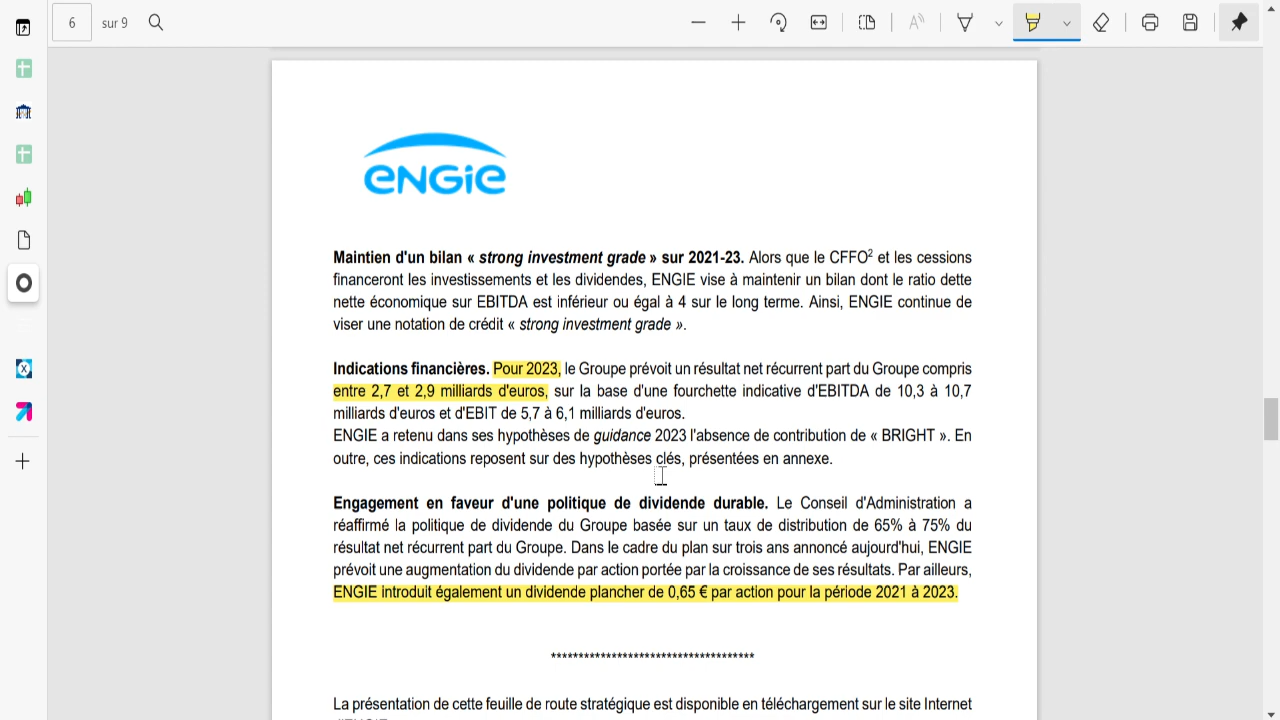 6 sur 9
ENGIE
Maintien d'un bilan « strong investment grade » sur 2021-23. Alors que le CFFO² et les cessions
financeront les investissements et les dividendes, ENGIE vise à maintenir un bilan dont le ratio dette
nette économique sur EBITDA est inférieur ou égal à 4 sur le long terme. Ainsi, ENGIE continue de
viser une notation de crédit « strong investment grade ».
Indications financières. Pour 2023, le Groupe prévoit un résultat net récurrent part du Groupe compris
entre 2,7 et 2,9 milliards d'euros, sur la base d'une fourchette indicative d'EBITDA de 10,3 à 10,7
milliards d'euros et d'EBIT de 5,7 à 6,1 milliards d'euros.
ENGIE a retenu dans ses hypothèses de guidance 2023 l'absence de contribution de « BRIGHT ». En
outre, ces indications reposent sur des hypothèses clés, présentées en annexe.
Engagement en faveur d'une politique de dividende durable. Le Conseil d'Administration a
réaffirmé la politique de dividende du Groupe basée sur un taux de distribution de 65% à 75% du
résultat net récurrent part du Groupe. Dans le cadre du plan sur trois ans annoncé aujourd'hui, ENGIE
prévoit une augmentation du dividende par action portée par la croissance de ses résultats. Par ailleurs,
ENGIE introduit également un dividende plancher de 0,65 € par action pour la période 2021 à 2023.
************************************
La présentation de cette feuille de route stratégique est disponible en téléchargement sur le site Internet